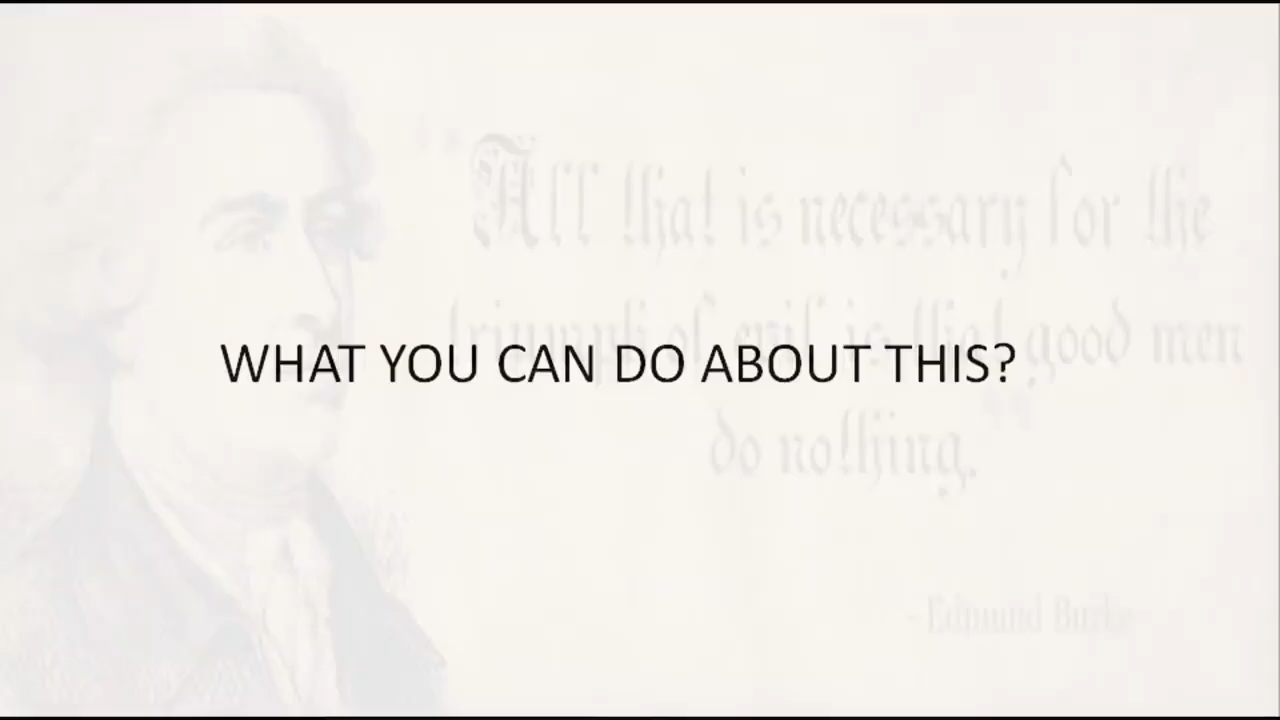 "All that is necessary for the
triumph of evil is that good men
WHAT YOU CAN DO ABOUT THIS?
do nothing."
- Edmund Burke